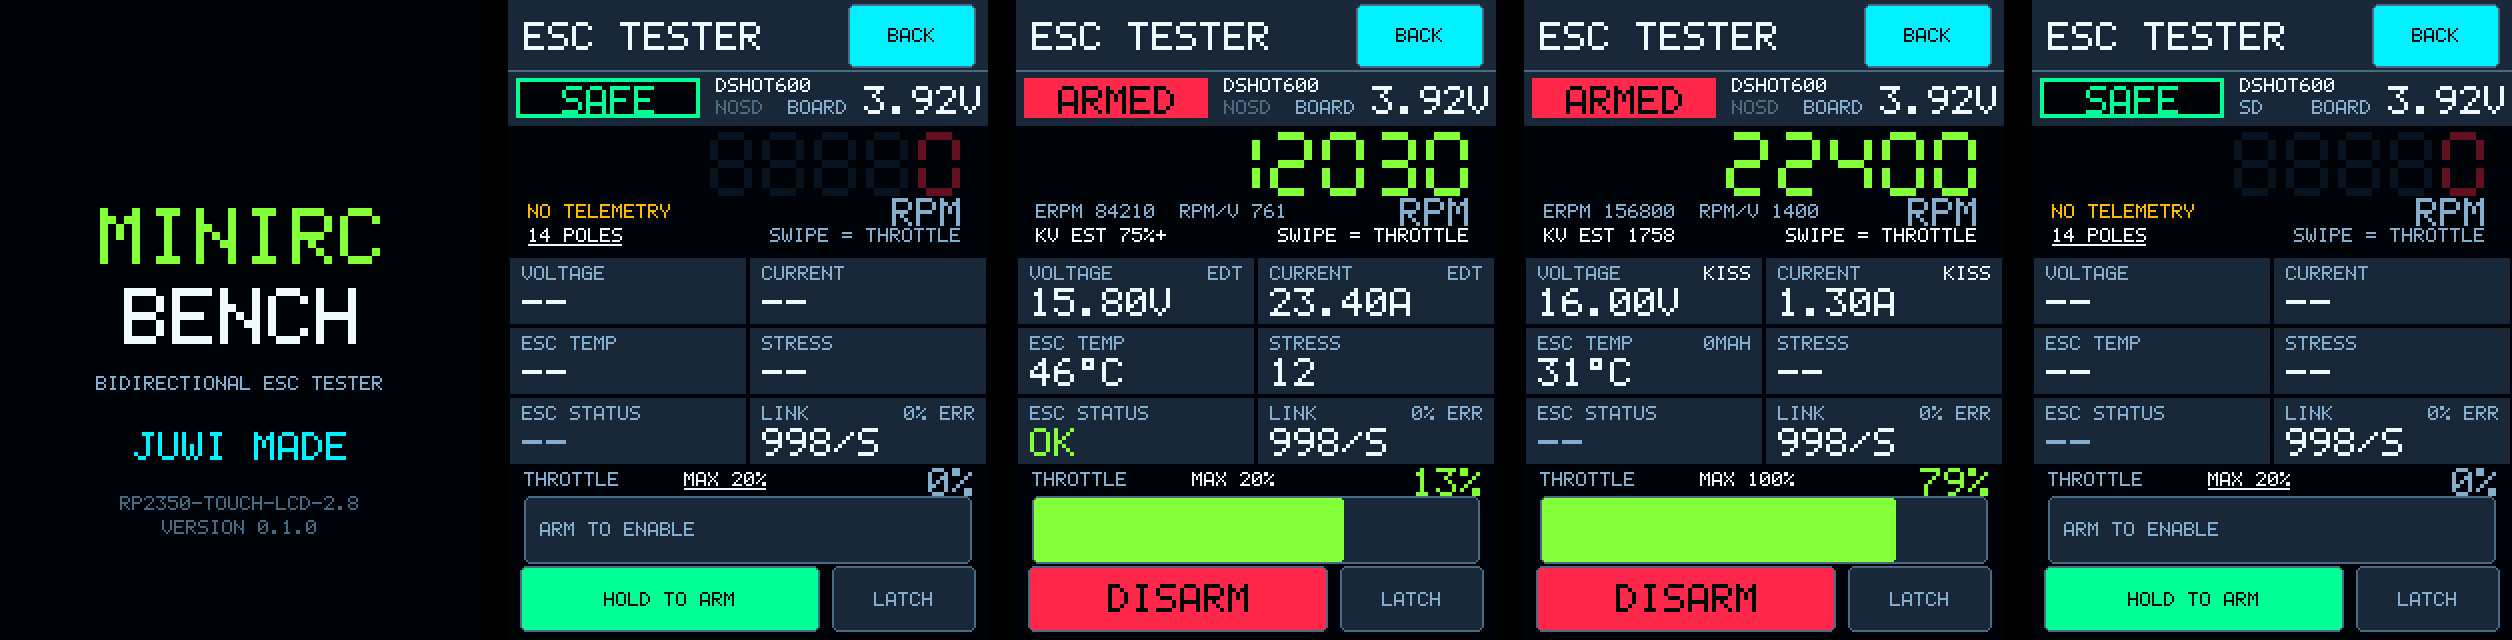 MINIRC
BENCH
BIDIRECTIONAL ESC TESTER
JUWI MADE
RP2350-TOUCH-LCD-2.8
VERSION 0.1.0
ESC TESTER
BACK
SAFE
DSHOT600
NOSD BOARD
3.92V
0
RPM
NO TELEMETRY
14 POLES
SWIPE = THROTTLE
VOLTAGE
--
CURRENT
--
ESC TEMP
--
STRESS
--
ESC STATUS
--
LINK 0% ERR
998/S
THROTTLE MAX 20% 0%
ARM TO ENABLE
HOLD TO ARM
LATCH
ESC TESTER
BACK
ARMED
DSHOT600
NOSD BOARD
3.92V
12030
RPM
ERPM 84210 RPM/V 761
KV EST 75%+
SWIPE = THROTTLE
VOLTAGE EDT
15.80V
CURRENT EDT
23.40A
ESC TEMP
46°C
STRESS
12
ESC STATUS
OK
LINK 0% ERR
998/S
THROTTLE MAX 20% 13%
DISARM
LATCH
ESC TESTER
BACK
ARMED
DSHOT600
NOSD BOARD
3.92V
22400
RPM
ERPM 156800 RPM/V 1400
KV EST 1758
SWIPE = THROTTLE
VOLTAGE KISS
16.00V
CURRENT KISS
1.30A
ESC TEMP 0MAH
31°C
STRESS
--
ESC STATUS
--
LINK 0% ERR
998/S
THROTTLE MAX 100% 79%
DISARM
LATCH
ESC TESTER
BACK
SAFE
DSHOT600
SD BOARD
3.92V
0
RPM
NO TELEMETRY
14 POLES
SWIPE = THROTTLE
VOLTAGE
--
CURRENT
--
ESC TEMP
--
STRESS
--
ESC STATUS
--
LINK 0% ERR
998/S
THROTTLE MAX 20% 0%
ARM TO ENABLE
HOLD TO ARM
LATCH